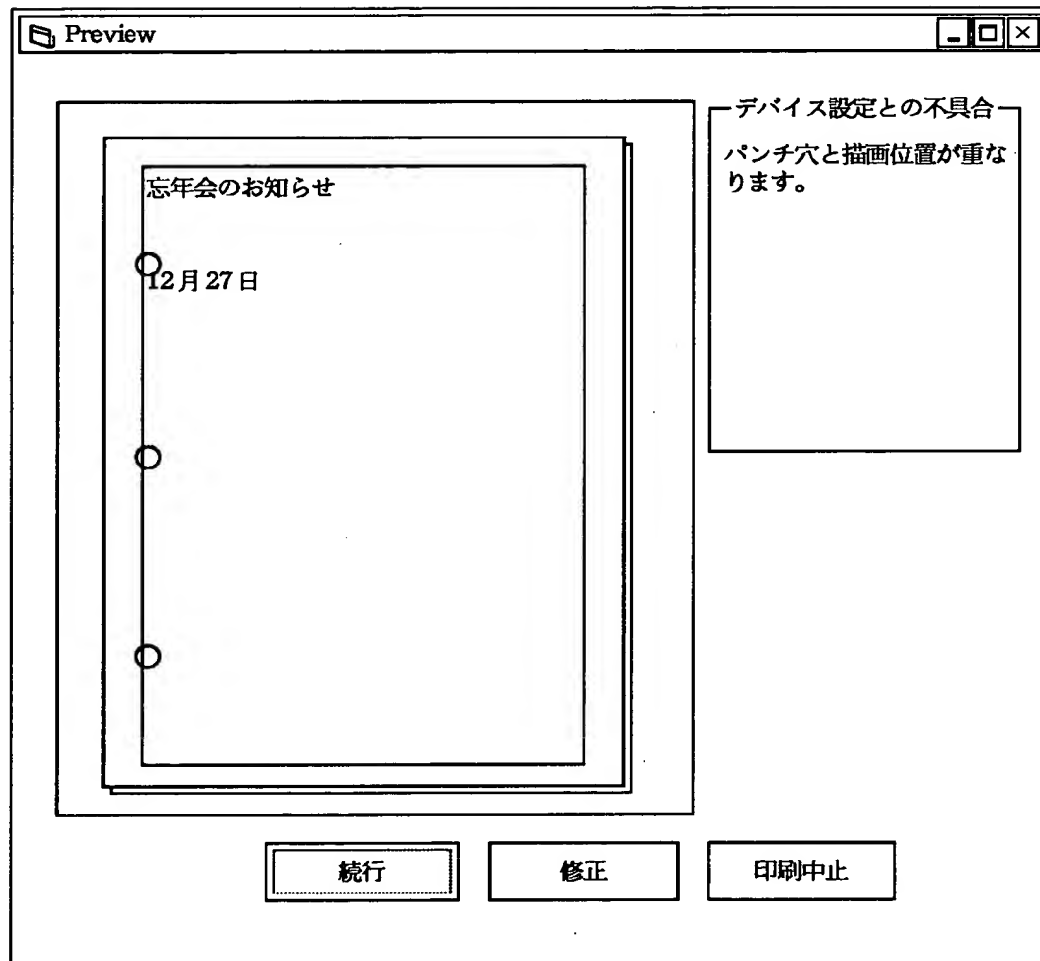 Preview
忘年会のお知らせ
12月27日
デバイス設定との不具合
パンチ穴と描画位置が重な
ります。
続行
修正
印刷中止